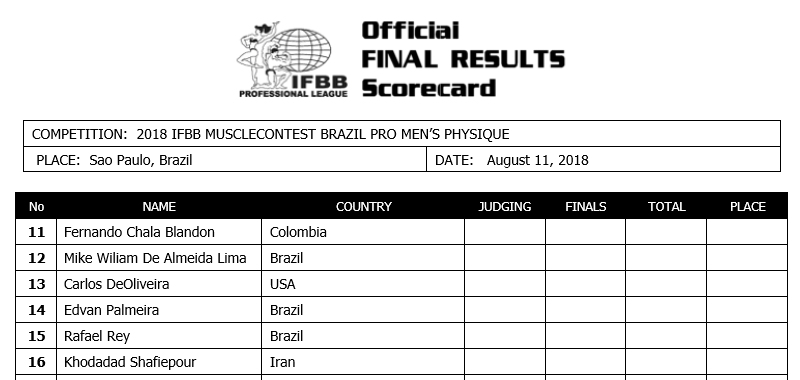 Official
FINAL RESULTS
Scorecard
IFBB
PROFESSIONAL LEAGUE
COMPETITION: 2018 IFBB MUSCLECONTEST BRAZIL PRO MEN'S PHYSIQUE
PLACE: Sao Paulo, Brazil DATE: August 11, 2018
No NAME COUNTRY JUDGING FINALS TOTAL PLACE
11 Fernando Chala Blandon Colombia
12 Mike Wiliam De Almeida Lima Brazil
13 Carlos DeOliveira USA
14 Edvan Palmeira Brazil
15 Rafael Rey Brazil
16 Khodadad Shafiepour Iran